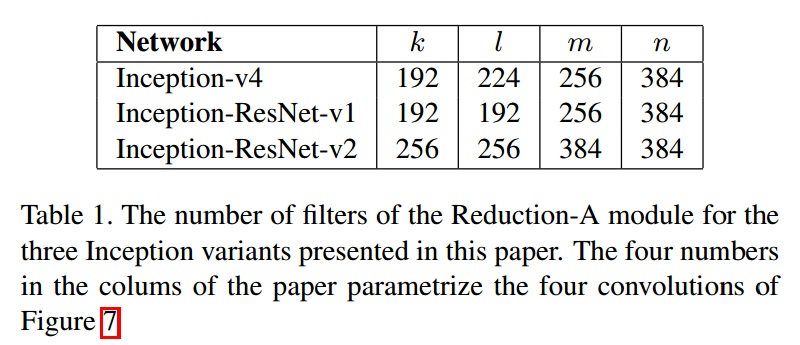 Network k l m n
Inception-v4 192 224 256 384
Inception-ResNet-v1 192 192 256 384
Inception-ResNet-v2 256 256 384 384
Table 1. The number of filters of the Reduction-A module for the
three Inception variants presented in this paper. The four numbers
in the colums of the paper parametrize the four convolutions of
Figure 7